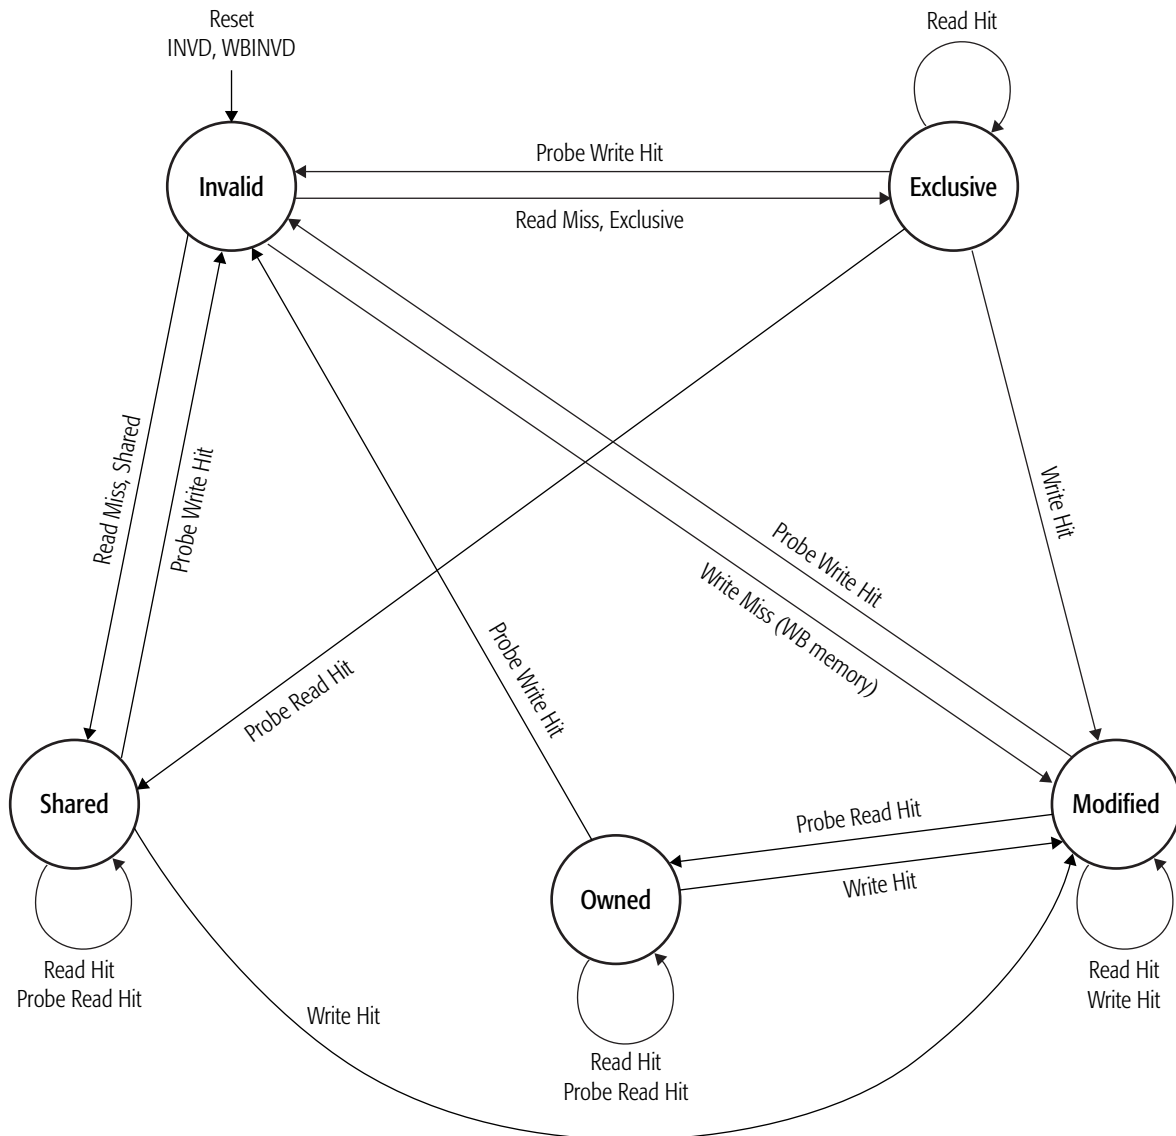 Reset
INVD, WBINVD
Read Hit
Probe Write Hit
Invalid
Exclusive
Read Miss, Exclusive
Read Miss, Shared
Probe Write Hit
Write Hit
Probe Write Hit
Write Miss (WB memory)
Probe Write Hit
Probe Read Hit
Shared
Modified
Probe Read Hit
Write Hit
Owned
Read Hit
Probe Read Hit
Read Hit
Write Hit
Write Hit
Read Hit
Probe Read Hit